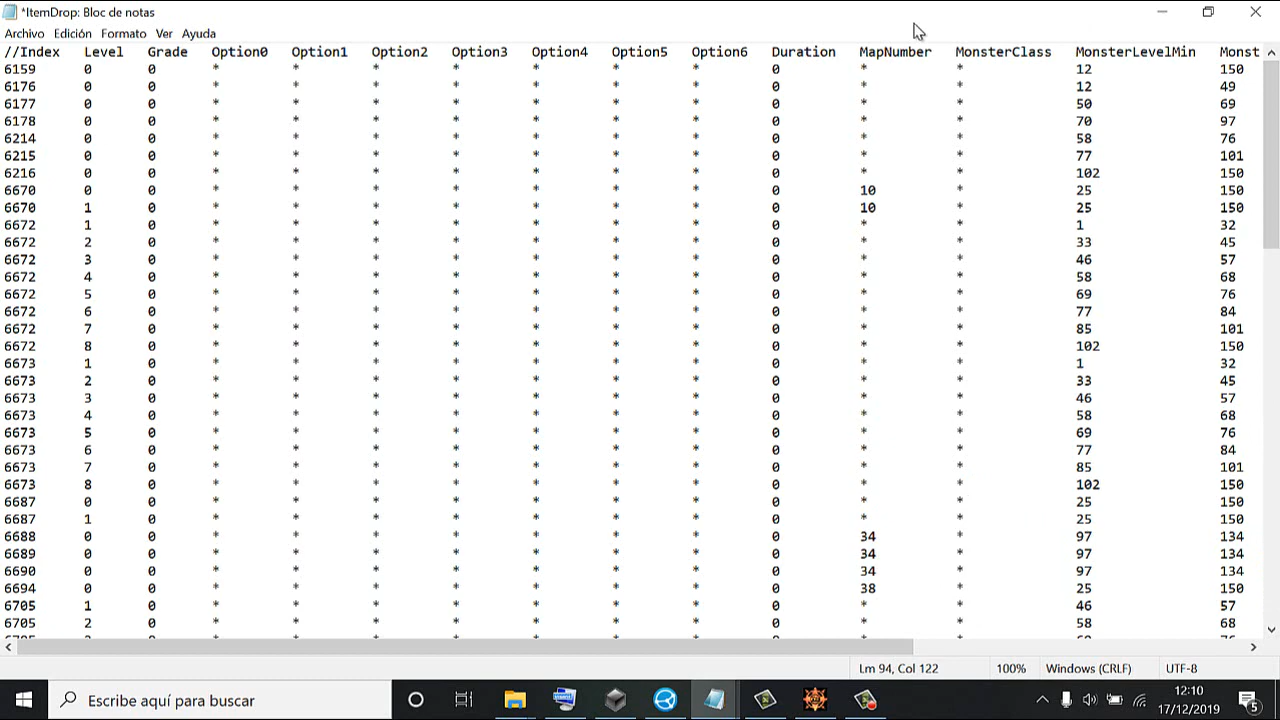 *ItemDrop: Bloc de notas
Archivo Edición Formato Ver Ayuda
//Index Level Grade Option0 Option1 Option2 Option3 Option4 Option5 Option6 Duration MapNumber MonsterClass MonsterLevelMin Monst
6159 0 0 * * * * * * * 0 * * 12 150
6176 0 0 * * * * * * * 0 * * 12 49
6177 0 0 * * * * * * * 0 * * 50 69
6178 0 0 * * * * * * * 0 * * 70 97
6214 0 0 * * * * * * * 0 * * 58 76
6215 0 0 * * * * * * * 0 * * 77 101
6216 0 0 * * * * * * * 0 * * 102 150
6670 0 0 * * * * * * * 0 10 * 25 150
6670 1 0 * * * * * * * 0 10 * 25 150
6672 1 0 * * * * * * * 0 * * 1 32
6672 2 0 * * * * * * * 0 * * 33 45
6672 3 0 * * * * * * * 0 * * 46 57
6672 4 0 * * * * * * * 0 * * 58 68
6672 5 0 * * * * * * * 0 * * 69 76
6672 6 0 * * * * * * * 0 * * 77 84
6672 7 0 * * * * * * * 0 * * 85 101
6672 8 0 * * * * * * * 0 * * 102 150
6673 1 0 * * * * * * * 0 * * 1 32
6673 2 0 * * * * * * * 0 * * 33 45
6673 3 0 * * * * * * * 0 * * 46 57
6673 4 0 * * * * * * * 0 * * 58 68
6673 5 0 * * * * * * * 0 * * 69 76
6673 6 0 * * * * * * * 0 * * 77 84
6673 7 0 * * * * * * * 0 * * 85 101
6673 8 0 * * * * * * * 0 * * 102 150
6687 0 0 * * * * * * * 0 * * 25 150
6687 1 0 * * * * * * * 0 * * 25 150
6688 0 0 * * * * * * * 0 34 * 97 134
6689 0 0 * * * * * * * 0 34 * 97 134
6690 0 0 * * * * * * * 0 34 * 97 134
6694 0 0 * * * * * * * 0 38 * 25 150
6705 1 0 * * * * * * * 0 * * 46 57
6705 2 0 * * * * * * * 0 * * 58 68
Lm 94, Col 122 100% Windows (CRLF) UTF-8
Escribe aquí para buscar
12:10
17/12/2019
5